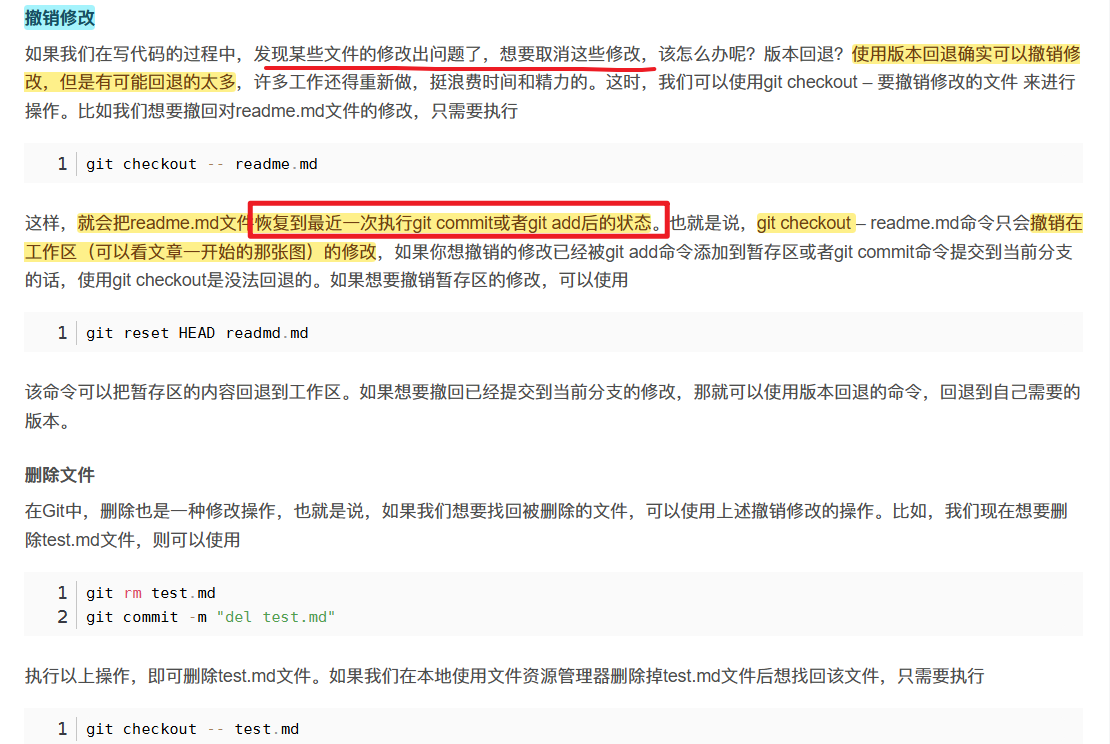 撤销修改
如果我们在写代码的过程中，发现某些文件的修改出问题了，想要取消这些修改，该怎么办呢？版本回退？使用版本回退确实可以撤销修
改，但是有可能回退的太多，许多工作还得重新做，挺浪费时间和精力的。这时，我们可以使用git checkout – 要撤销修改的文件 来进行
操作。比如我们想要撤回对readme.md文件的修改，只需要执行
1 git checkout -- readme.md
这样，就会把readme.md文件恢复到最近一次执行git commit或者git add后的状态。也就是说，git checkout – readme.md命令只会撤销在
工作区（可以看文章一开始的那张图）的修改，如果你想撤销的修改已经被git add命令添加到暂存区或者git commit命令提交到当前分支
的话，使用git checkout是没法回退的。如果想要撤销暂存区的修改，可以使用
1 git reset HEAD readmd.md
该命令可以把暂存区的内容回退到工作区。如果想要撤回已经提交到当前分支的修改，那就可以使用版本回退的命令，回退到自己需要的
版本。
删除文件
在Git中，删除也是一种修改操作，也就是说，如果我们想要找回被删除的文件，可以使用上述撤销修改的操作。比如，我们现在想要删
除test.md文件，则可以使用
1 git rm test.md
2 git commit -m "del test.md"
执行以上操作，即可删除test.md文件。如果我们在本地使用文件资源管理器删除掉test.md文件后想找回该文件，只需要执行
1 git checkout -- test.md